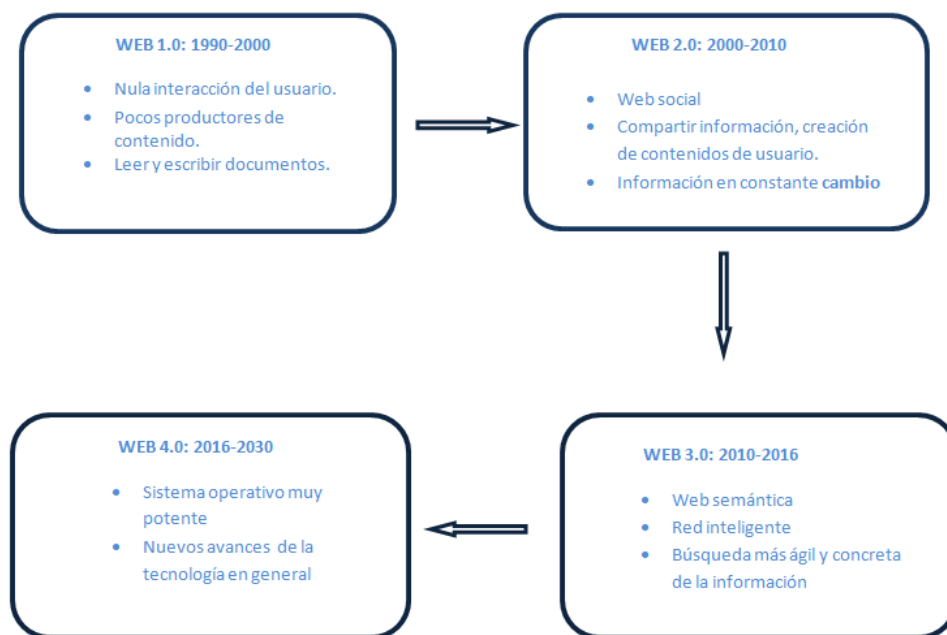 WEB 1.0: 1990-2000
• Nula interacción del usuario.
• Pocos productores de
contenido.
• Leer y escribir documentos.
WEB 2.0: 2000-2010
• Web social
• Compartir información, creación
de contenidos de usuario.
• Información en constante cambio
WEB 3.0: 2010-2016
• Web semántica
• Red inteligente
• Búsqueda más ágil y concreta
de la información
WEB 4.0: 2016-2030
• Sistema operativo muy
potente
• Nuevos avances de la
tecnología en general